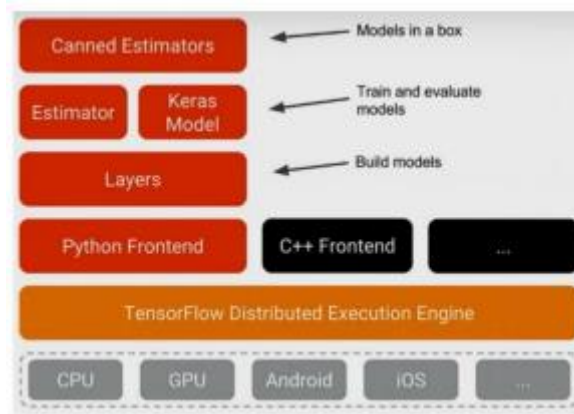 Canned Estimators
Models in a box
Estimator
Keras
Model
Train and evaluate
models
Layers
Build models
Python Frontend
C++ Frontend
...
TensorFlow Distributed Execution Engine
CPU
GPU
Android
iOS
...